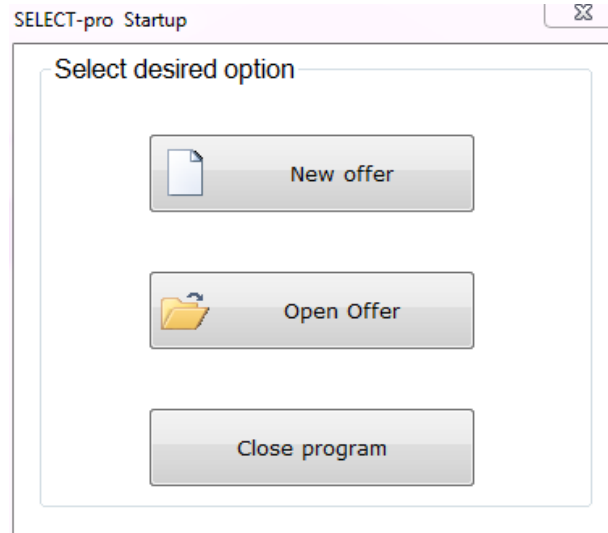 SELECT-pro Startup
Select desired option
New offer
Open Offer
Close program